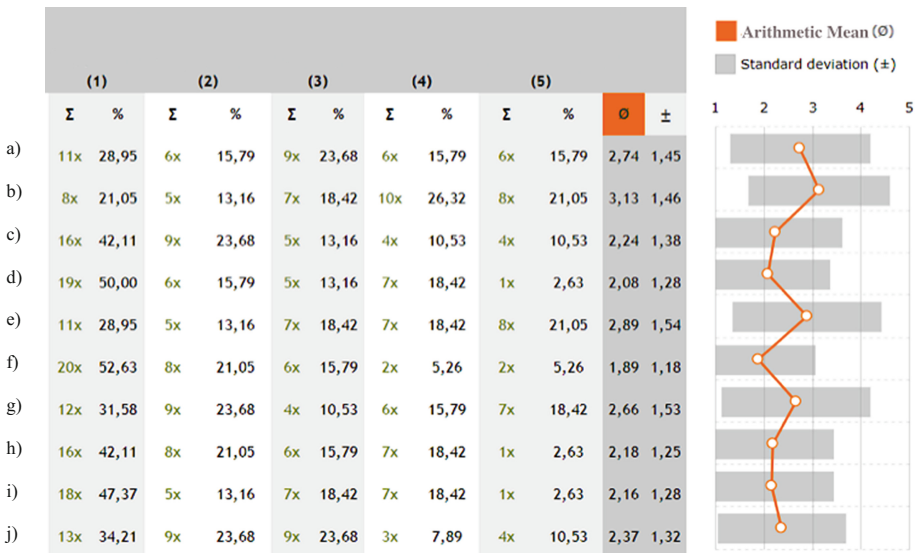 Arithmetic Mean (Ø)
Standard deviation (±)
(1) (2) (3) (4) (5)
Σ % Σ % Σ % Σ % Σ % Ø ± 1 2 3 4 5
a) 11x 28,95 6x 15,79 9x 23,68 6x 15,79 6x 15,79 2,74 1,45
b) 8x 21,05 5x 13,16 7x 18,42 10x 26,32 8x 21,05 3,13 1,46
c) 16x 42,11 9x 23,68 5x 13,16 4x 10,53 4x 10,53 2,24 1,38
d) 19x 50,00 6x 15,79 5x 13,16 7x 18,42 1x 2,63 2,08 1,28
e) 11x 28,95 5x 13,16 7x 18,42 7x 18,42 8x 21,05 2,89 1,54
f) 20x 52,63 8x 21,05 6x 15,79 2x 5,26 2x 5,26 1,89 1,18
g) 12x 31,58 9x 23,68 4x 10,53 6x 15,79 7x 18,42 2,66 1,53
h) 16x 42,11 8x 21,05 6x 15,79 7x 18,42 1x 2,63 2,18 1,25
i) 18x 47,37 5x 13,16 7x 18,42 7x 18,42 1x 2,63 2,16 1,28
j) 13x 34,21 9x 23,68 9x 23,68 3x 7,89 4x 10,53 2,37 1,32